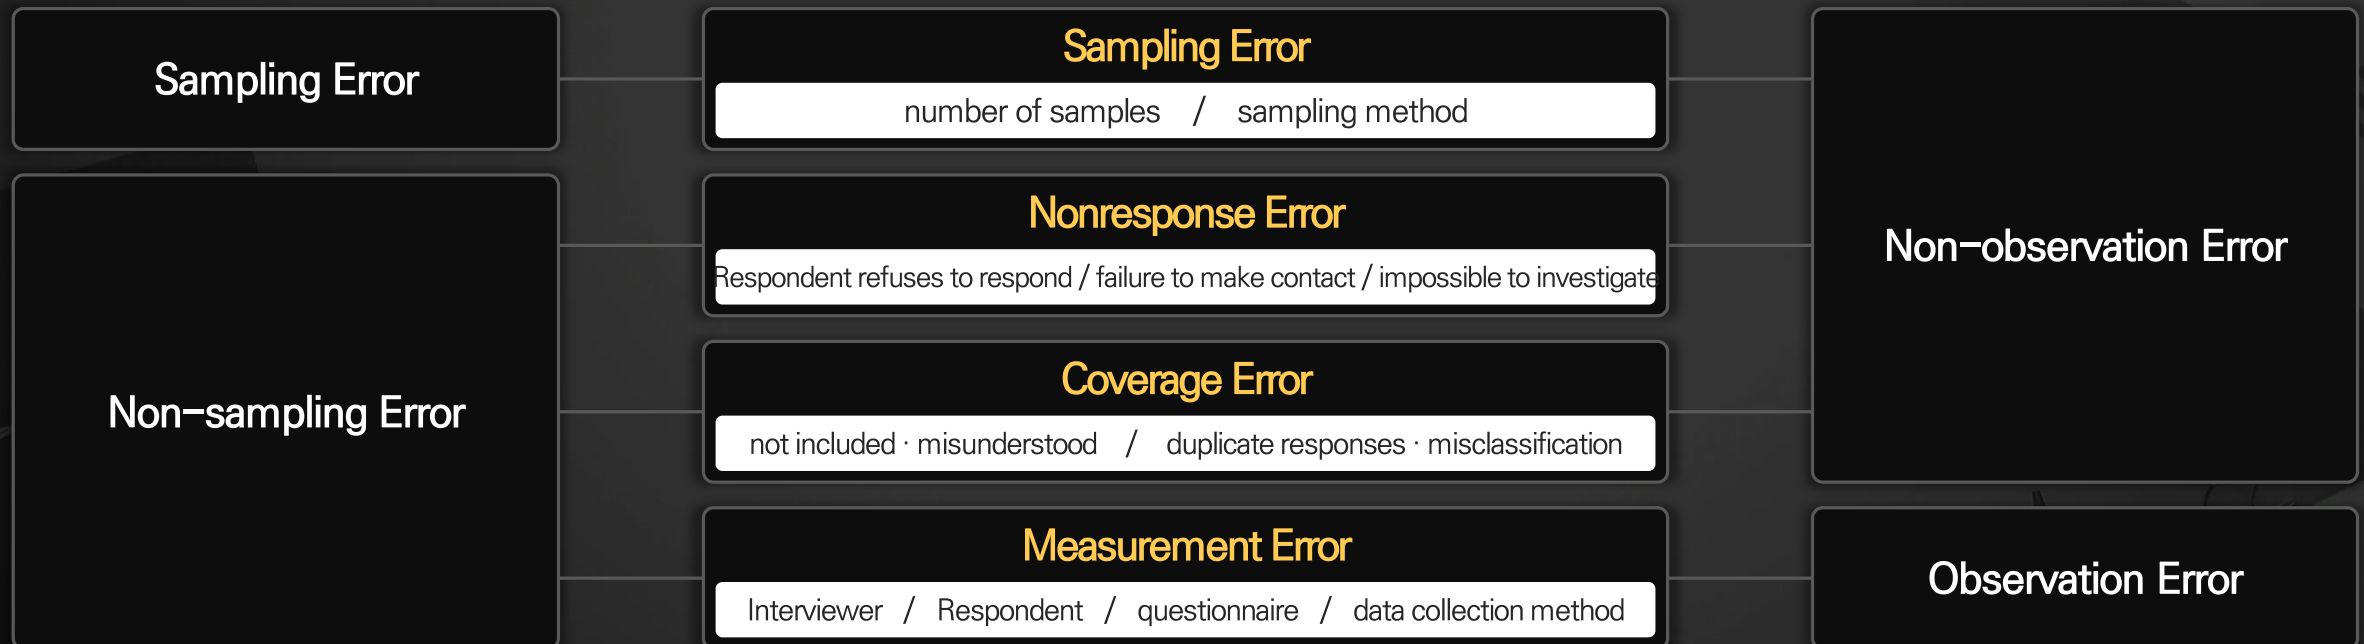 Sampling Error
Sampling Error
number of samples / sampling method
Non-sampling Error
Nonresponse Error
Respondent refuses to respond / failure to make contact / impossible to investigate
Coverage Error
not included · misunderstood / duplicate responses · misclassification
Measurement Error
Interviewer / Respondent / questionnaire / data collection method
Non-observation Error
Observation Error